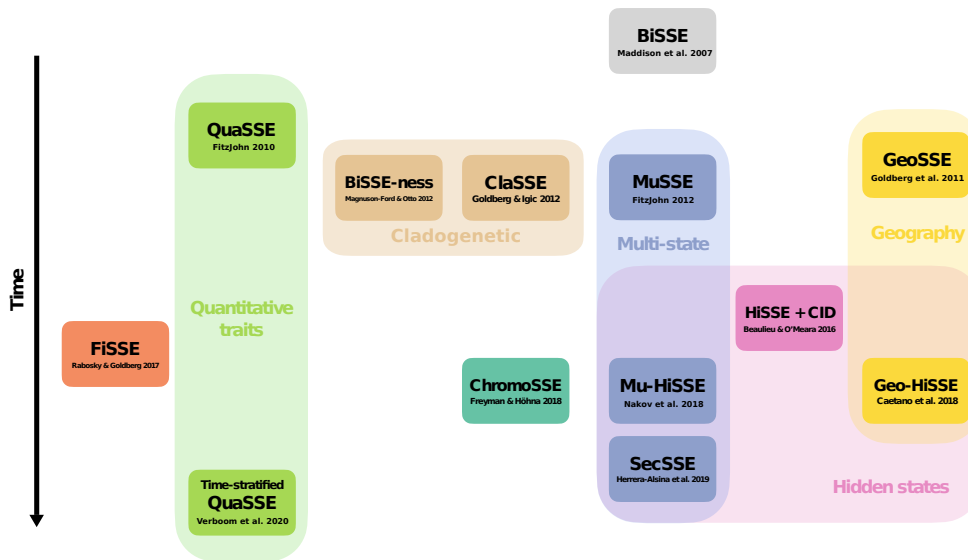 BiSSE
Maddison et al. 2007
QuaSSE
FitzJohn 2010
BiSSE-ness
Magnuson-Ford & Otto 2012
ClaSSE
Goldberg & Igic 2012
Cladogenetic
MuSSE
FitzJohn 2012
Multi-state
GeoSSE
Goldberg et al. 2011
Geography
Time
Quantitative
traits
HiSSE + CID
Beaulieu & O'Meara 2016
FiSSE
Rabosky & Goldberg 2017
ChromoSSE
Freyman & Höhna 2018
Mu-HiSSE
Nakov et al. 2018
Geo-HiSSE
Caetano et al. 2018
SecSSE
Herrera-Alsina et al. 2019
Time-stratified
QuaSSE
Verboom et al. 2020
Hidden states